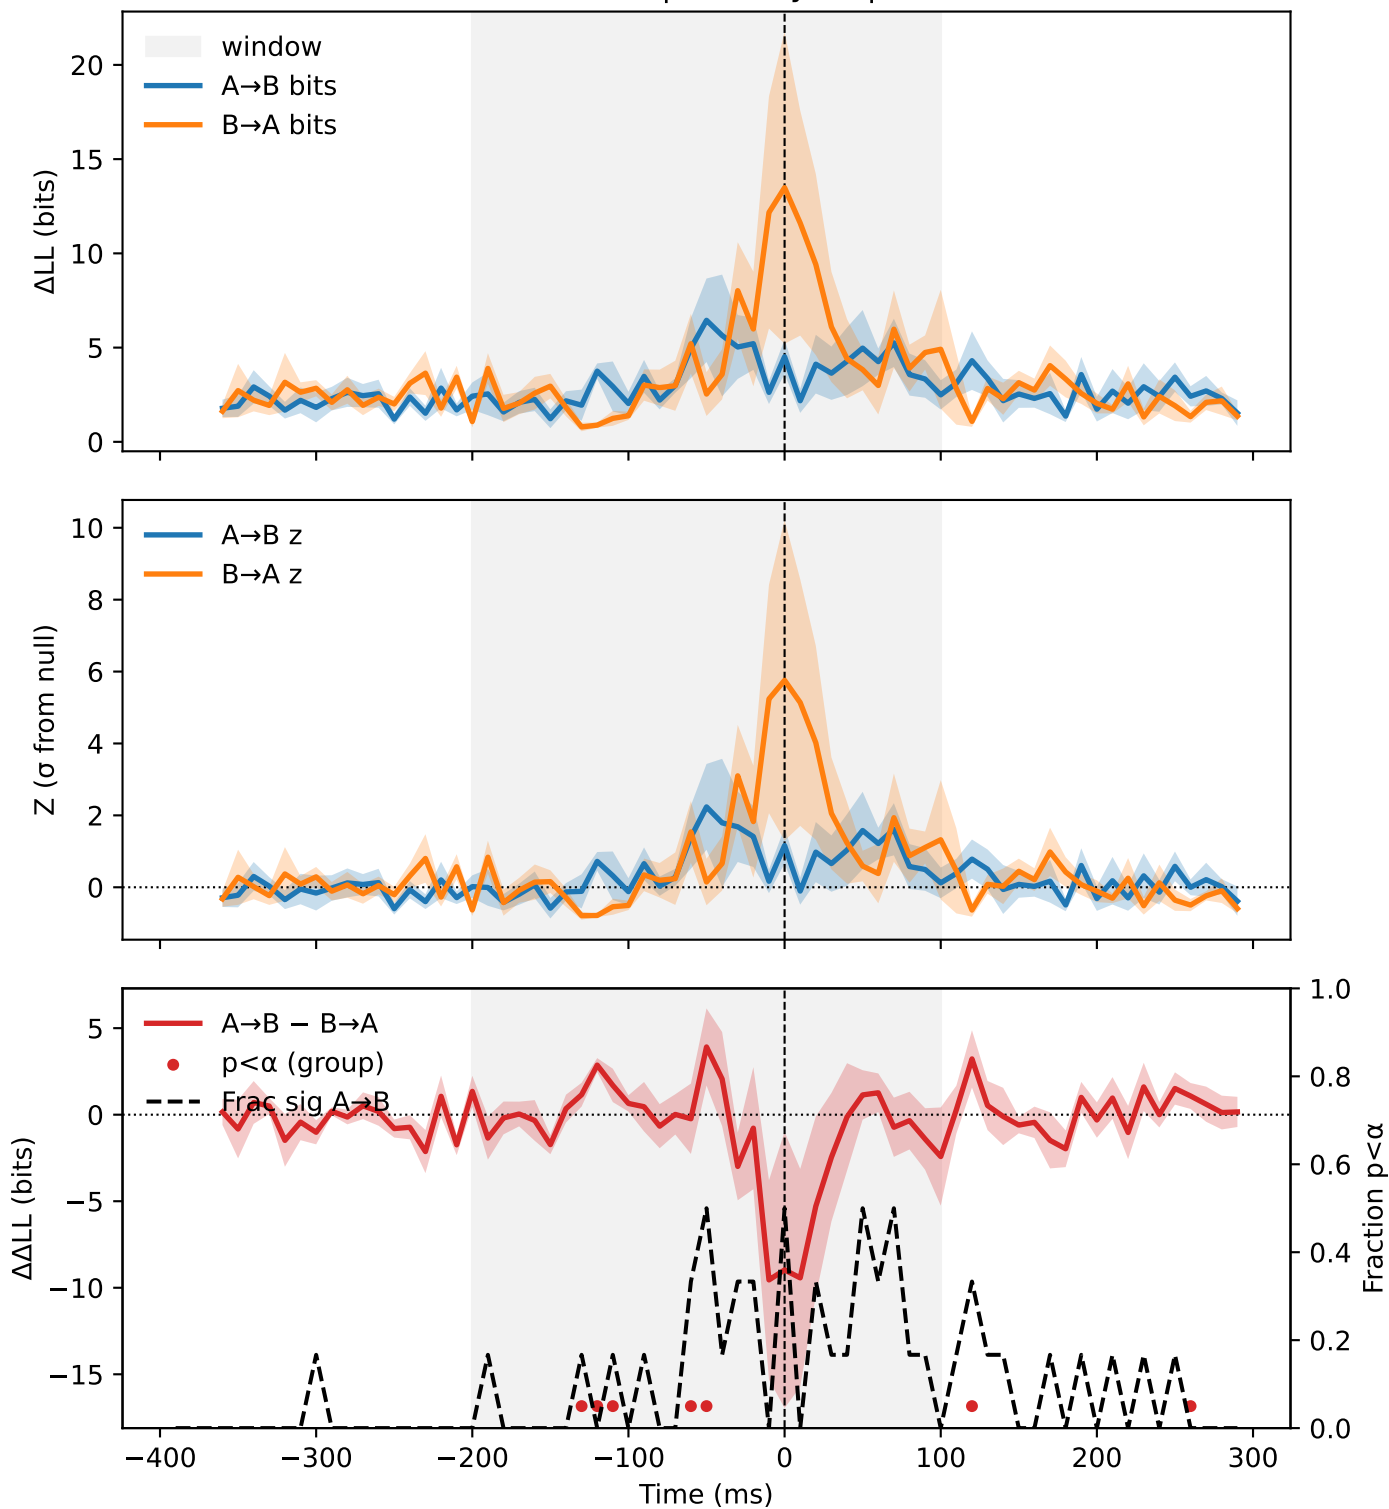 window
A→B bits
B→A bits
ΔLL (bits)
20
15
10
5
0
A→B z
B→A z
Z (σ from null)
10
8
6
4
2
0
A→B − B→A
p<α (group)
Frac sig A→B
ΔΔLL (bits)
5
0
−5
−10
−15
1.0
0.8
0.6
0.4
0.2
0.0
Fraction p<α
−400 −300 −200 −100 0 100 200 300
Time (ms)